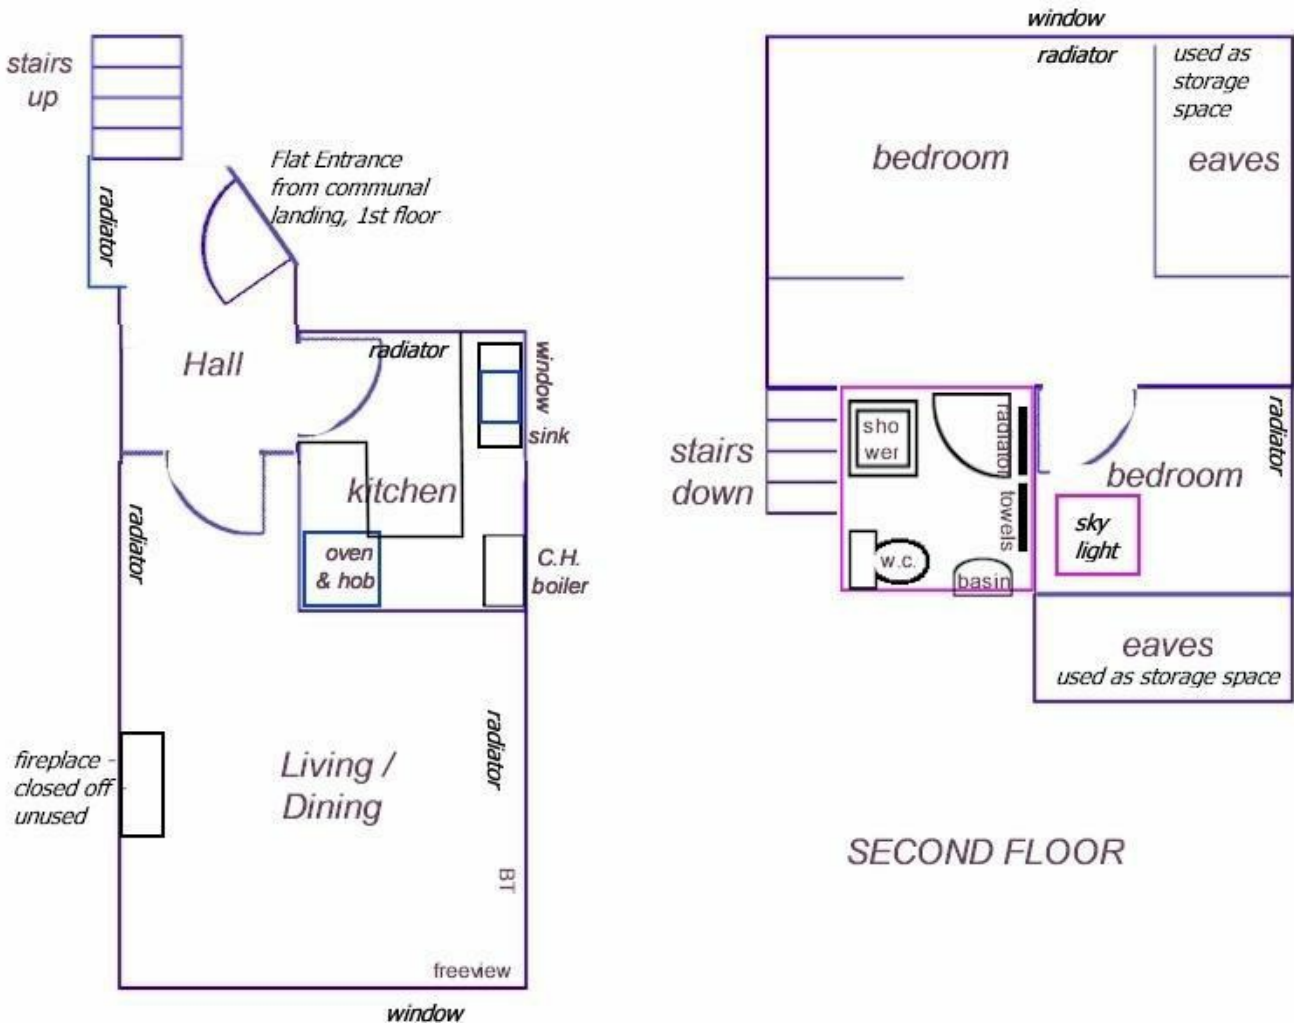 stairs
up
radiator
Flat Entrance
from communal
landing, 1st floor
Hall
radiator
window
sink
kitchen
radiator
oven
& hob
C.H.
boiler
fireplace -
closed off
unused
Living /
Dining
radiator
BT
freeview
window
window
radiator
used as
storage
space
bedroom
eaves
stairs
down
sho
wer
radiator
towels
w.c.
basin
radiator
bedroom
sky
light
eaves
used as storage space
SECOND FLOOR